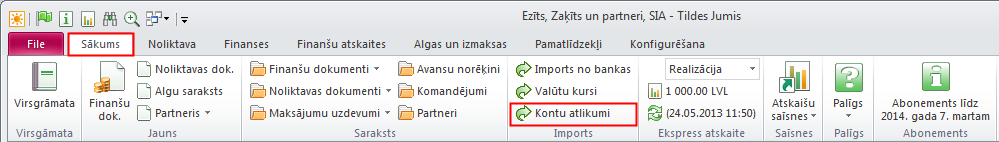 Ezīts, Zaķīts un partneri, SIA - Tildes Jumis
File Sākums Noliktava Finanses Finanšu atskaites Algas un izmaksas Pamatlīdzekļi Konfigurēšana
Virsgrāmata
Virsgrāmata
Finanšu dok.
Noliktavas dok.
Algu saraksts
Partneris
Jauns
Finanšu dokumenti
Noliktavas dokumenti
Maksājumu uzdevumi
Avansu norēķini
Komandējumi
Partneri
Saraksts
Imports no bankas
Valūtu kursi
Kontu atlikumi
Imports
Realizācija
1 000.00 LVL
(24.05.2013 11:50)
Ekspress atskaite
Atskaišu saīsnes
Saīsnes
Palīgs
Palīgs
Abonements līdz
2014. gada 7. martam
Abonements